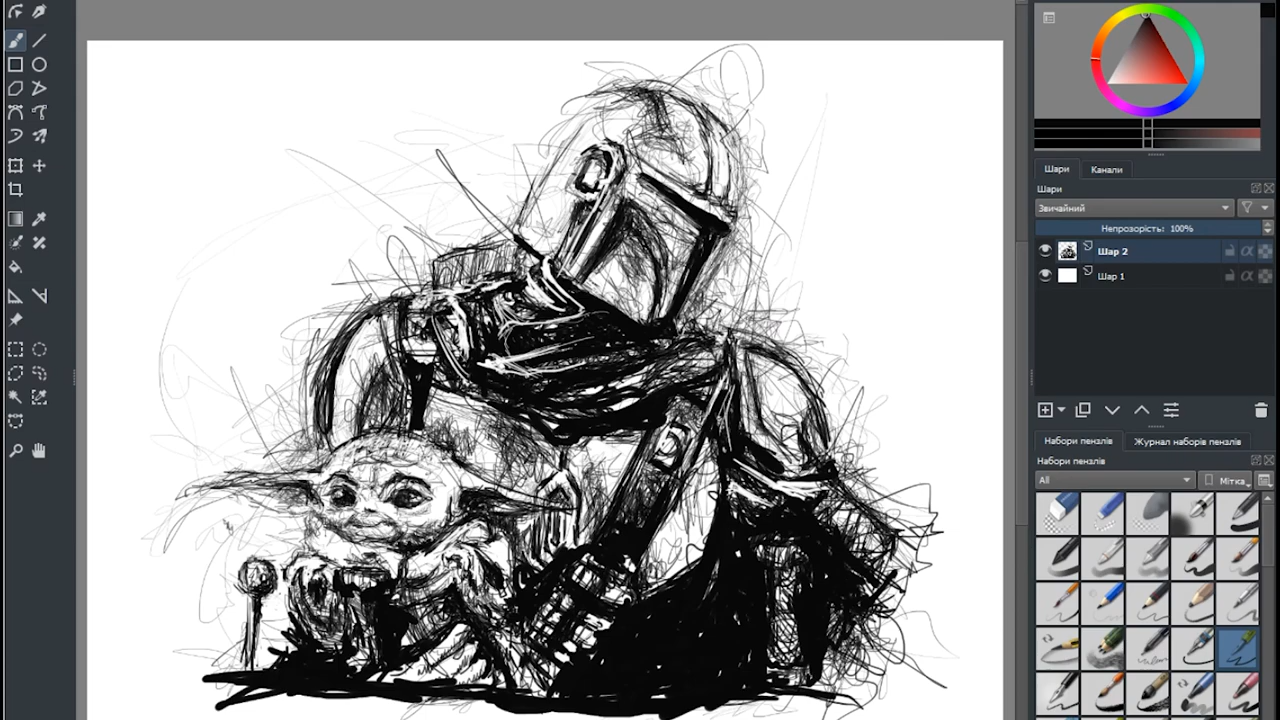 Шари
Канали
Шари
Звичайний
Непрозорість: 100%
Шар 2
Шар 1
Набори пензлів
Журнал наборів пензлів
Набори пензлів
All
Мітка